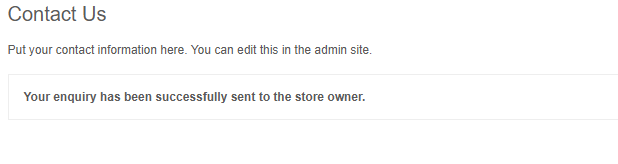 Contact Us
Put your contact information here. You can edit this in the admin site.
Your enquiry has been successfully sent to the store owner.